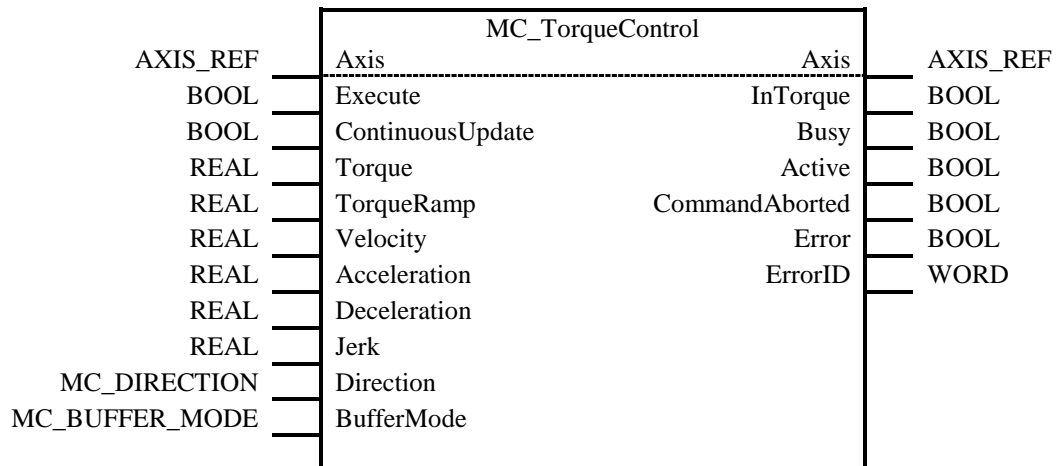 MC_TorqueControl
AXIS_REF Axis Axis AXIS_REF
BOOL Execute InTorque BOOL
BOOL ContinuousUpdate Busy BOOL
REAL Torque Active BOOL
REAL TorqueRamp CommandAborted BOOL
REAL Velocity Error BOOL
REAL Acceleration ErrorID WORD
REAL Deceleration
REAL Jerk
MC_DIRECTION Direction
MC_BUFFER_MODE BufferMode